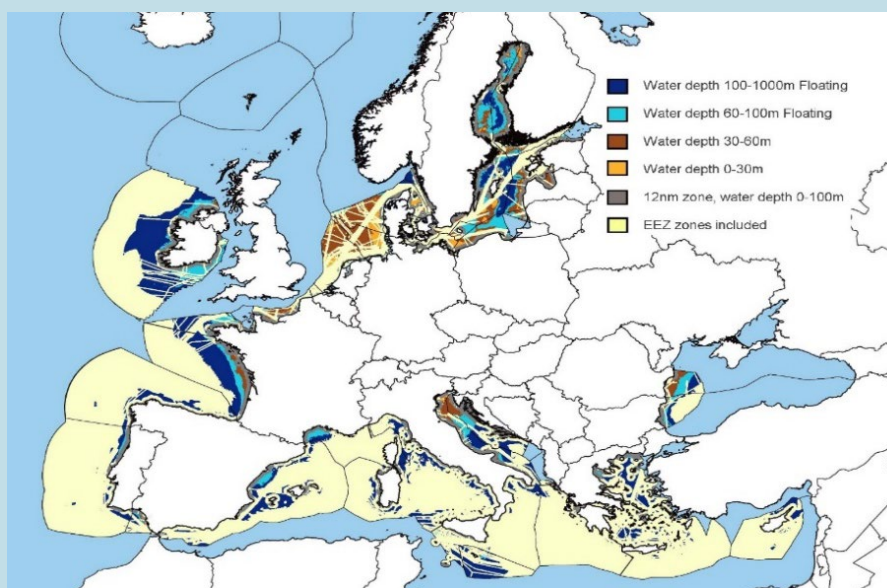 Water depth 100-1000m Floating
Water depth 60-100m Floating
Water depth 30-60m
Water depth 0-30m
12nm zone, water depth 0-100m
EEZ zones included